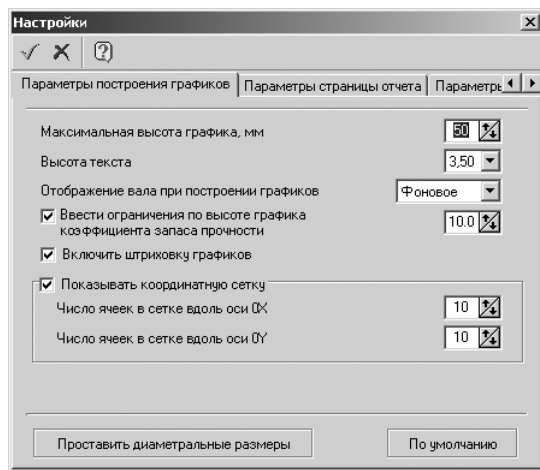 Настройки
Параметры построения графиков Параметры страницы отчета Параметры
Максимальная высота графика, мм 50
Высота текста 3,50
Отображение вала при построении графиков Фоновое
Ввести ограничения по высоте графика
коэффициента запаса прочности 10.0
Включить штриховку графиков
Показывать координатную сетку
Число ячеек в сетке вдоль оси 0X 10
Число ячеек в сетке вдоль оси 0Y 10
Проставить диаметральные размеры По умолчанию